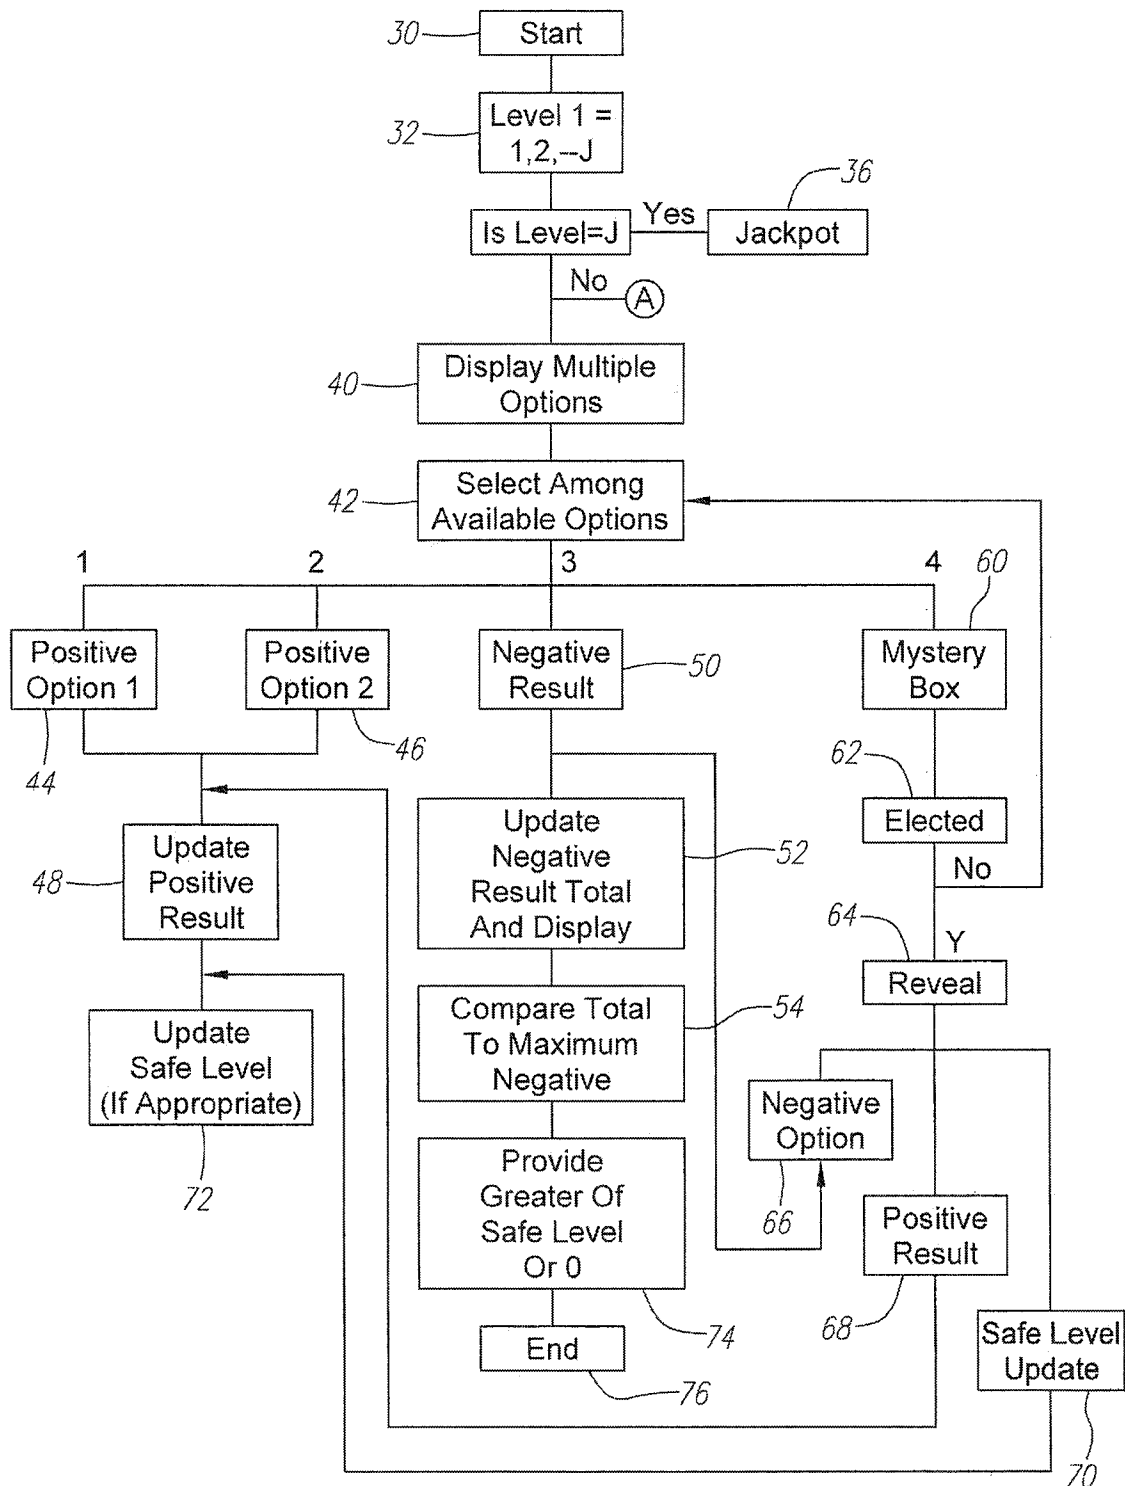 30
Start
32
Level 1 =
1,2,–J
36
Is Level=J
Yes
Jackpot
No
A
40
Display Multiple
Options
42
Select Among
Available Options
1
2
3
4
60
Positive
Option 1
44
Positive
Option 2
46
Negative
Result
50
Mystery
Box
62
Elected
No
48
Update
Positive
Result
Update
Negative
Result Total
And Display
52
64
Y
Reveal
Update
Safe Level
(If Appropriate)
72
Compare Total
To Maximum
Negative
54
Negative
Option
66
Provide
Greater Of
Safe Level
Or 0
74
Positive
Result
68
End
76
Safe Level
Update
70